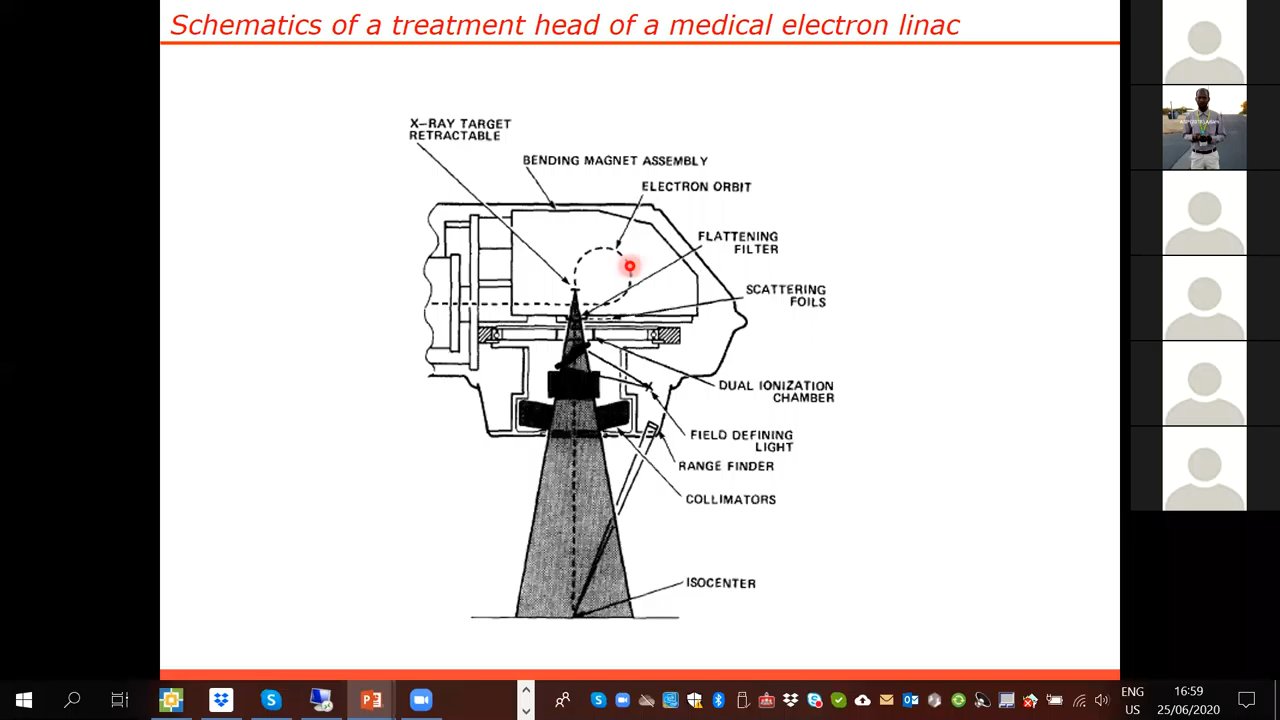 Schematics of a treatment head of a medical electron linac
X-RAY TARGET
RETRACTABLE
BENDING MAGNET ASSEMBLY
ELECTRON ORBIT
FLATTENING
FILTER
SCATTERING
FOILS
DUAL IONIZATION
CHAMBER
FIELD DEFINING
LIGHT
RANGE FINDER
COLLIMATORS
ISOCENTER
ENG
US
16:59
25/06/2020